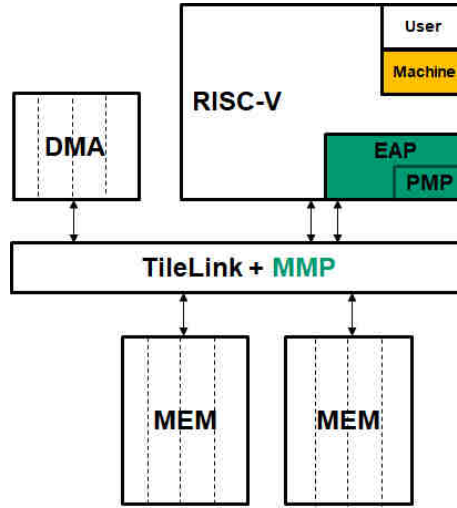 User
Machine
RISC-V
DMA
EAP
PMP
TileLink + MMP
MEM
MEM